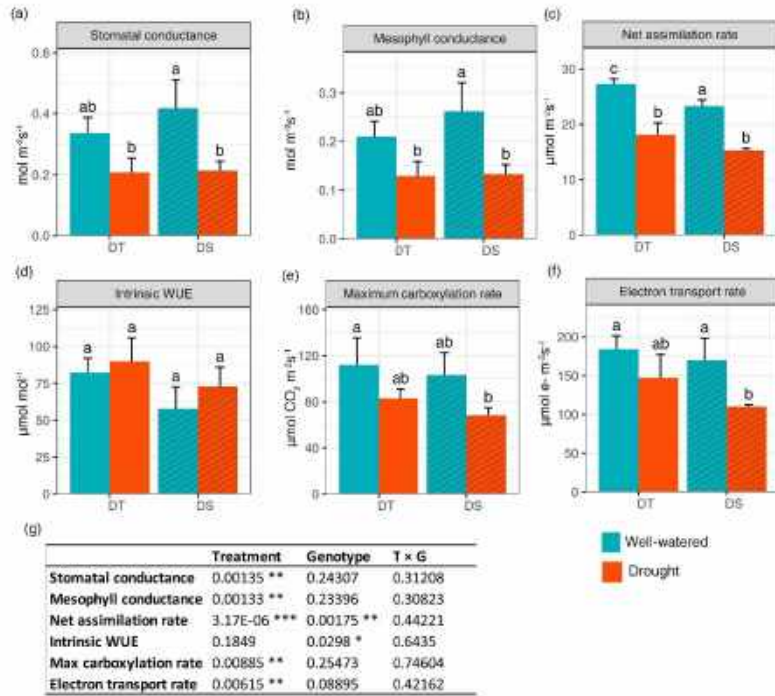 (a)
Stomatal conductance
mol m⁻²s⁻¹
0.6
0.4
0.2
0.0
ab
b
a
b
DT
DS
(b)
Mesophyll conductance
mol m⁻²s⁻¹
0.3
0.2
0.1
0.0
ab
b
a
b
DT
DS
(c)
Net assimilation rate
µmol m⁻²s⁻¹
30
20
10
0
c
b
a
b
DT
DS
(d)
Intrinsic WUE
µmol mol⁻¹
125
100
75
50
25
0
a
a
a
a
DT
DS
(e)
Maximum carboxylation rate
µmol CO₂ m⁻²s⁻¹
160
120
80
40
0
a
ab
ab
b
DT
DS
(f)
Electron transport rate
µmol e- m⁻²s⁻¹
200
150
100
50
0
a
ab
a
b
DT
DS
Well-watered
Drought
(g)
Treatment Genotype T × G
Stomatal conductance 0.00135 ** 0.24307 0.31208
Mesophyll conductance 0.00133 ** 0.23396 0.30823
Net assimilation rate 3.17E-06 *** 0.00175 ** 0.44221
Intrinsic WUE 0.1849 0.0298 * 0.6435
Max carboxylation rate 0.00885 ** 0.25473 0.74604
Electron transport rate 0.00615 ** 0.08895 0.42162